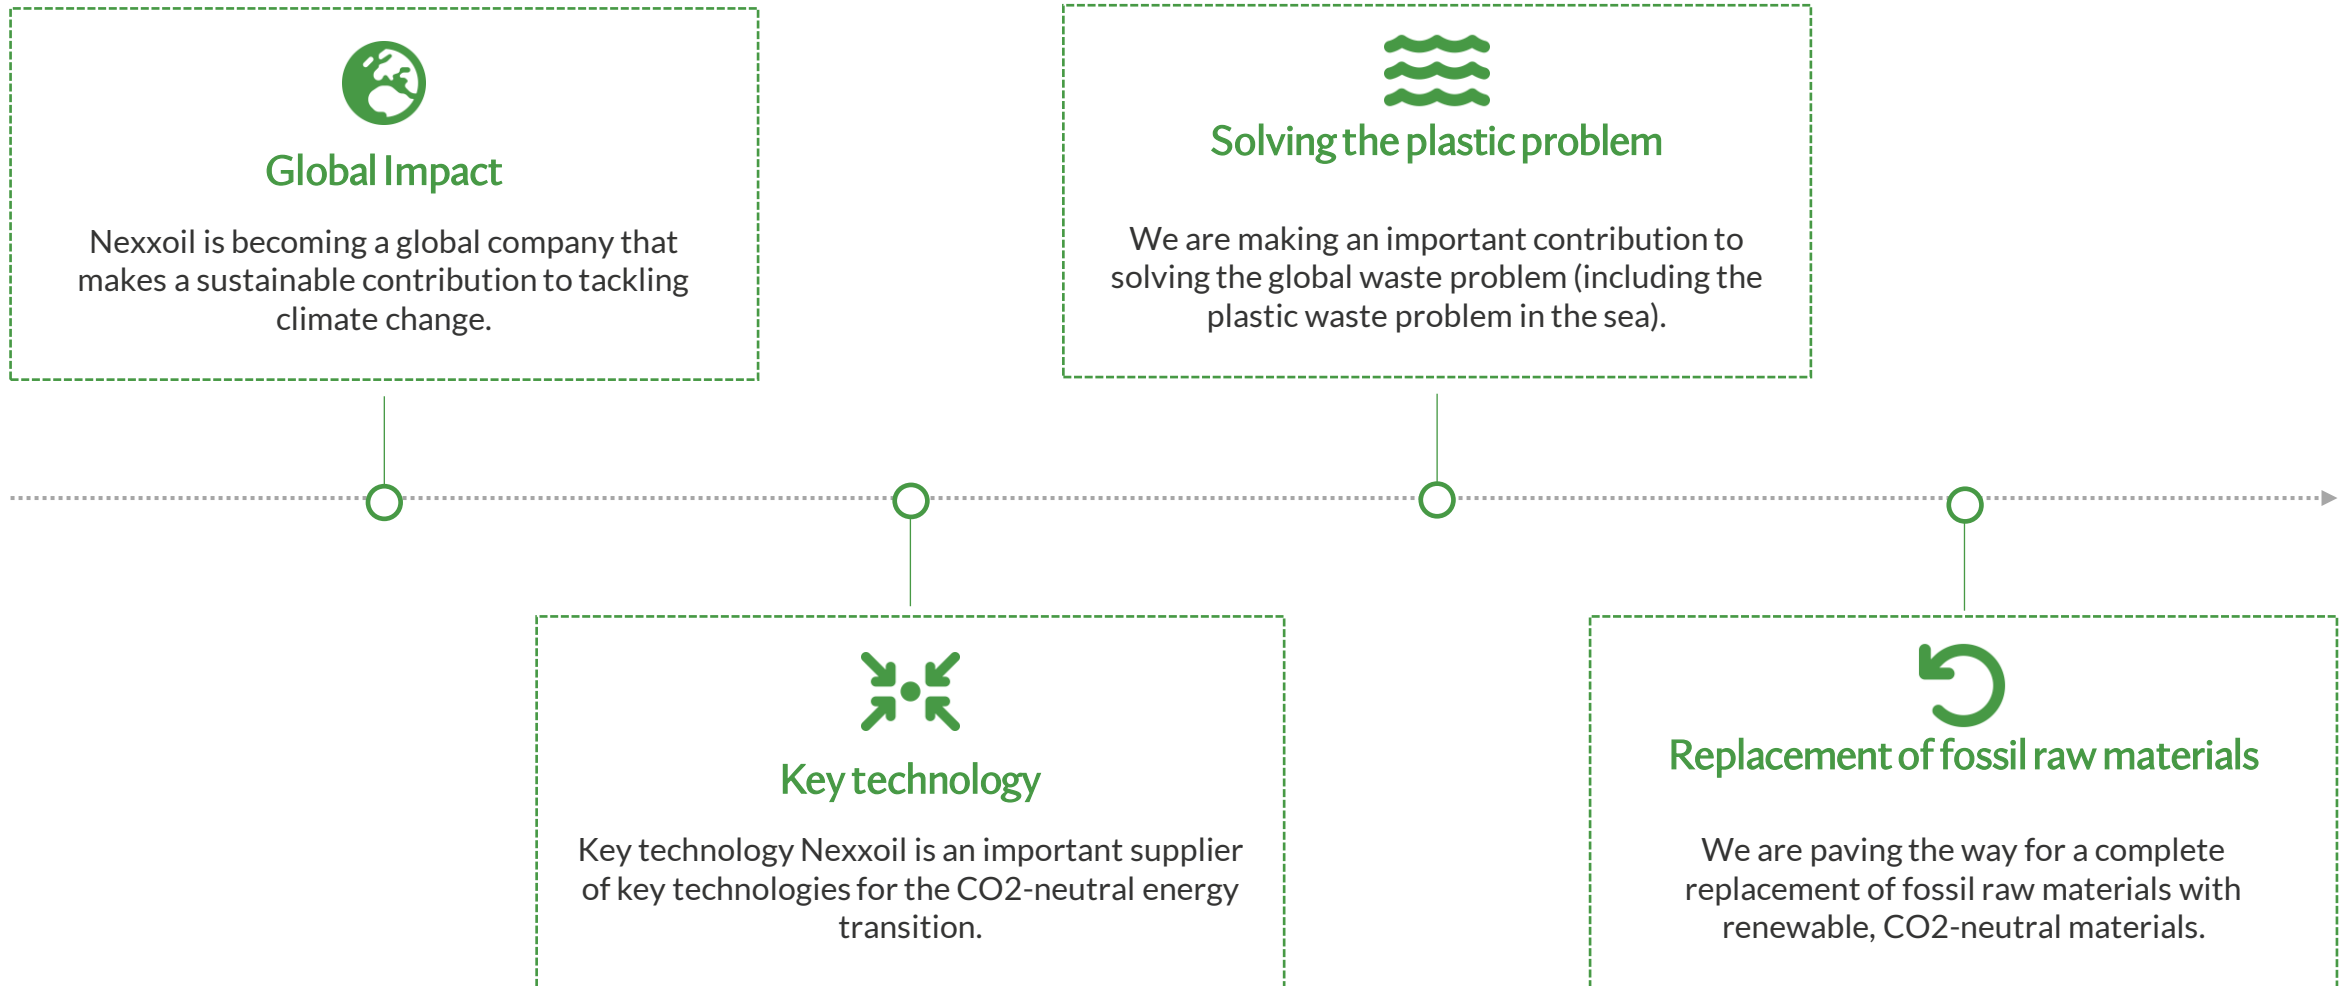 Global Impact
Nexxoil is becoming a global company that
makes a sustainable contribution to tackling
climate change.
Solving the plastic problem
We are making an important contribution to
solving the global waste problem (including the
plastic waste problem in the sea).
Key technology
Key technology Nexxoil is an important supplier
of key technologies for the CO2-neutral energy
transition.
Replacement of fossil raw materials
We are paving the way for a complete
replacement of fossil raw materials with
renewable, CO2-neutral materials.